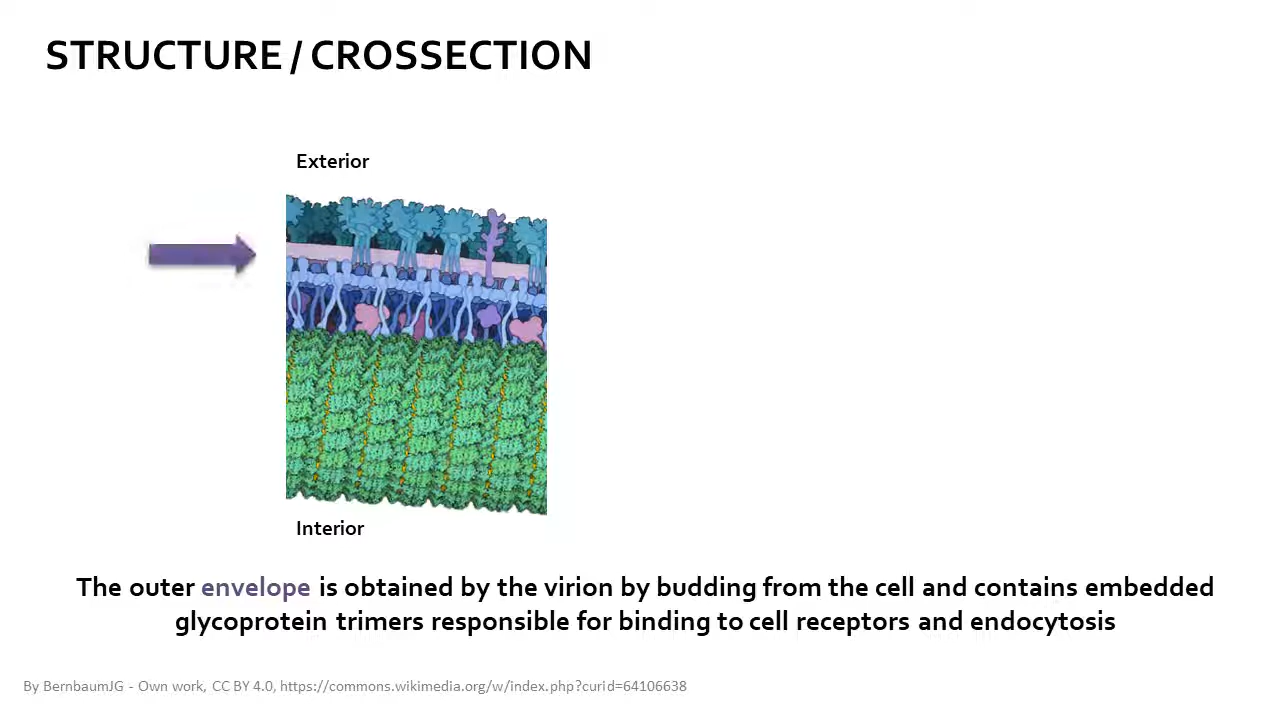 STRUCTURE / CROSSECTION
Exterior
Interior
The outer envelope is obtained by the virion by budding from the cell and contains embedded
glycoprotein trimers responsible for binding to cell receptors and endocytosis
By BernbaumJG - Own work, CC BY 4.0, https://commons.wikimedia.org/w/index.php?curid=64106638